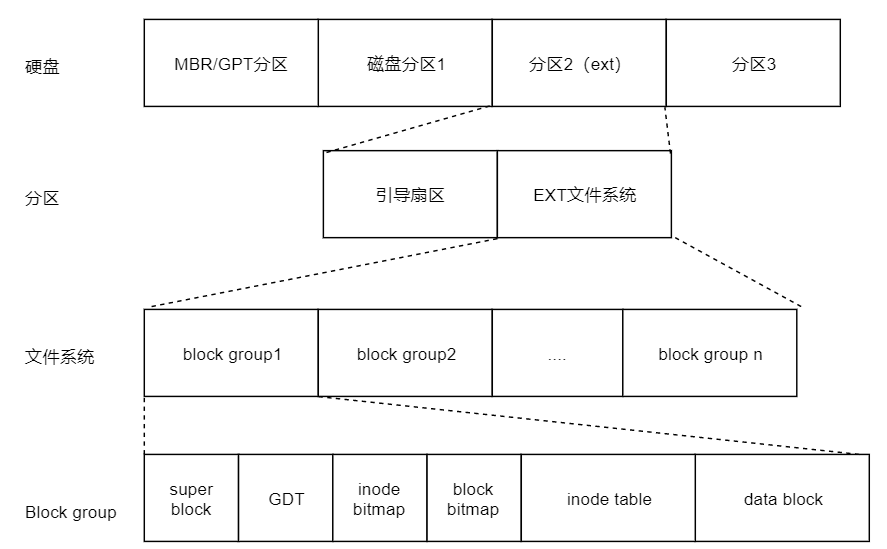 硬盘
MBR/GPT分区
磁盘分区1
分区2（ext）
分区3
分区
引导扇区
EXT文件系统
文件系统
block group1
block group2
....
block group n
Block group
super
block
GDT
inode
bitmap
block
bitmap
inode table
data block